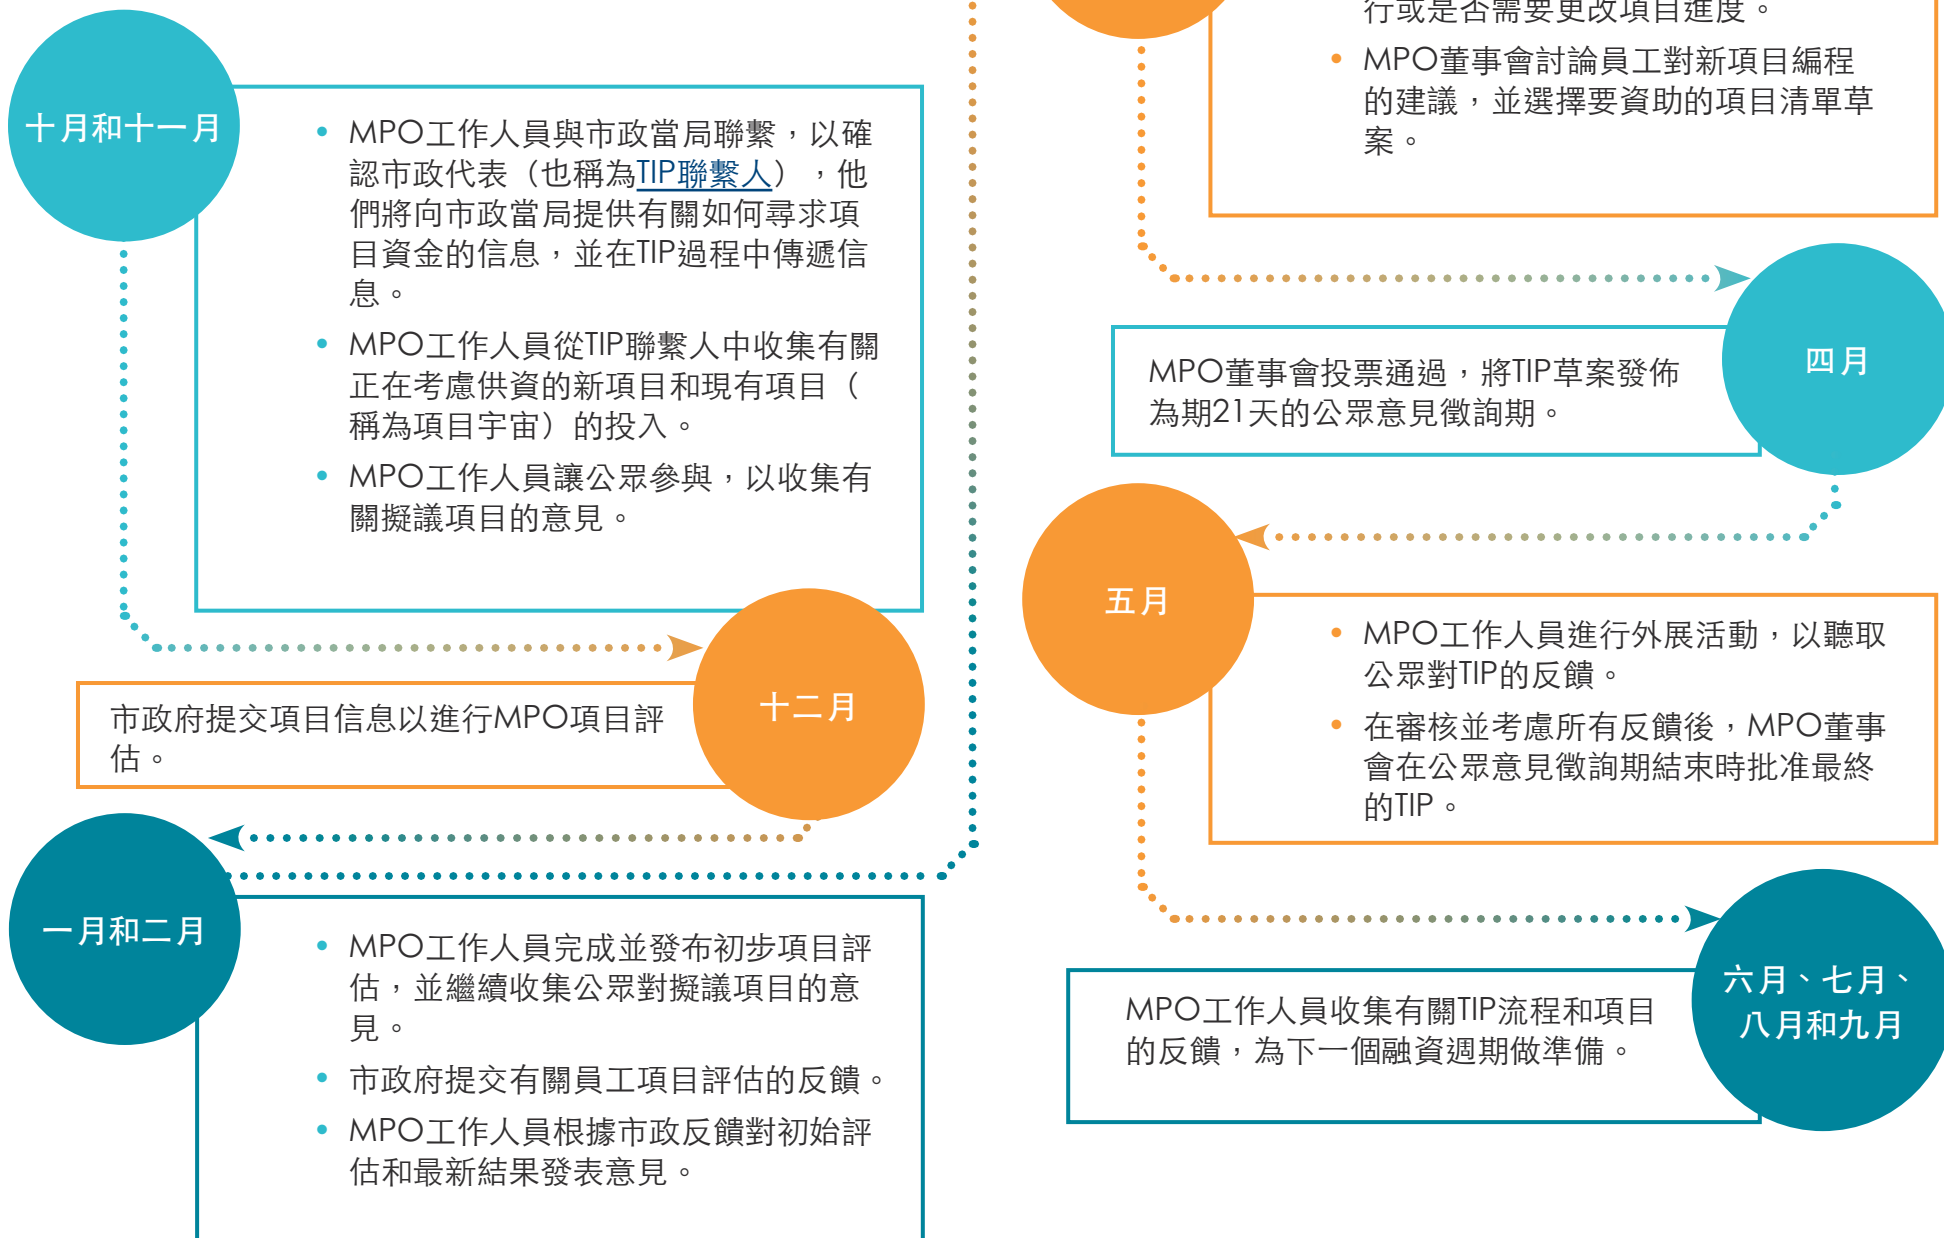 十月和十一月
• MPO工作人員與市政當局聯繫，以確
認市政代表（也稱為TIP聯繫人），他
們將向市政當局提供有關如何尋求項
目資金的信息，並在TIP過程中傳遞信
息。
• MPO工作人員從TIP聯繫人中收集有關
正在考慮供資的新項目和現有項目（
稱為項目宇宙）的投入。
• MPO工作人員讓公眾參與，以收集有
關擬議項目的意見。
十二月
市政府提交項目信息以進行MPO項目評
估。
一月和二月
• MPO工作人員完成並發布初步項目評
估，並繼續收集公眾對擬議項目的意
見。
• 市政府提交有關員工項目評估的反饋。
• MPO工作人員根據市政反饋對初始評
估和最新結果發表意見。
行或是否需要更改項目進度。
• MPO董事會討論員工對新項目編程
的建議，並選擇要資助的項目清單草
案。
四月
MPO董事會投票通過，將TIP草案發佈
為期21天的公眾意見徵詢期。
五月
• MPO工作人員進行外展活動，以聽取
公眾對TIP的反饋。
• 在審核並考慮所有反饋後，MPO董事
會在公眾意見徵詢期結束時批准最終
的TIP。
六月、七月、
八月和九月
MPO工作人員收集有關TIP流程和項目
的反饋，為下一個融資週期做準備。